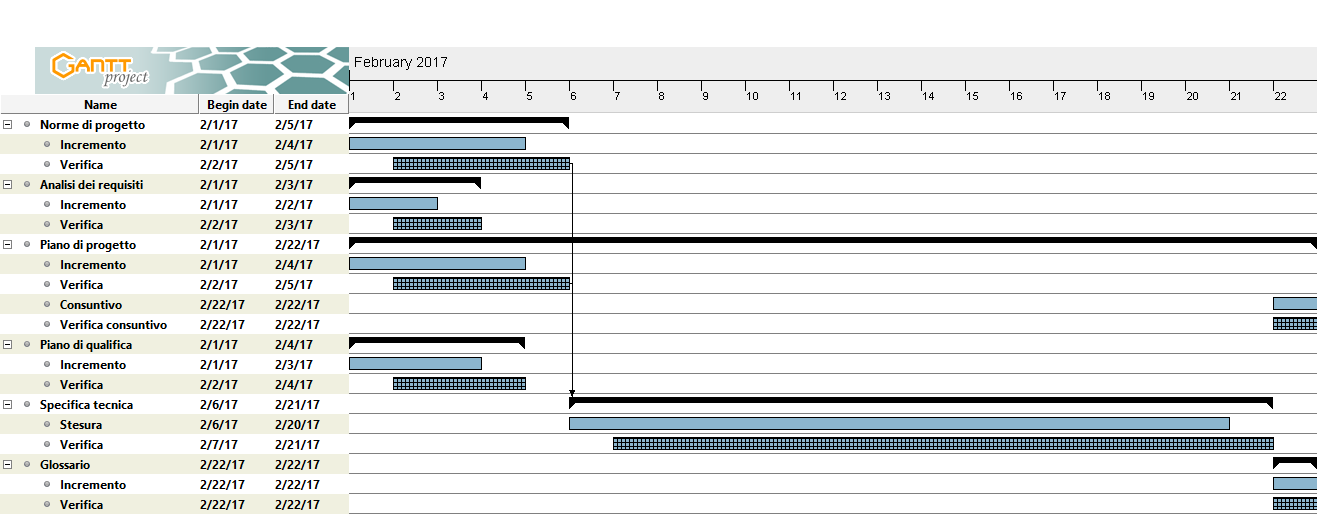 GANTT
project
February 2017
1 2 3 4 5 6 7 8 9 10 11 12 13 14 15 16 17 18 19 20 21 22
Name Begin date End date
Norme di progetto 2/1/17 2/5/17
Incremento 2/1/17 2/4/17
Verifica 2/2/17 2/5/17
Analisi dei requisiti 2/1/17 2/3/17
Incremento 2/1/17 2/2/17
Verifica 2/2/17 2/3/17
Piano di progetto 2/1/17 2/22/17
Incremento 2/1/17 2/4/17
Verifica 2/2/17 2/5/17
Consuntivo 2/22/17 2/22/17
Verifica consuntivo 2/22/17 2/22/17
Piano di qualifica 2/1/17 2/4/17
Incremento 2/1/17 2/3/17
Verifica 2/2/17 2/4/17
Specifica tecnica 2/6/17 2/21/17
Stesura 2/6/17 2/20/17
Verifica 2/7/17 2/21/17
Glossario 2/22/17 2/22/17
Incremento 2/22/17 2/22/17
Verifica 2/22/17 2/22/17